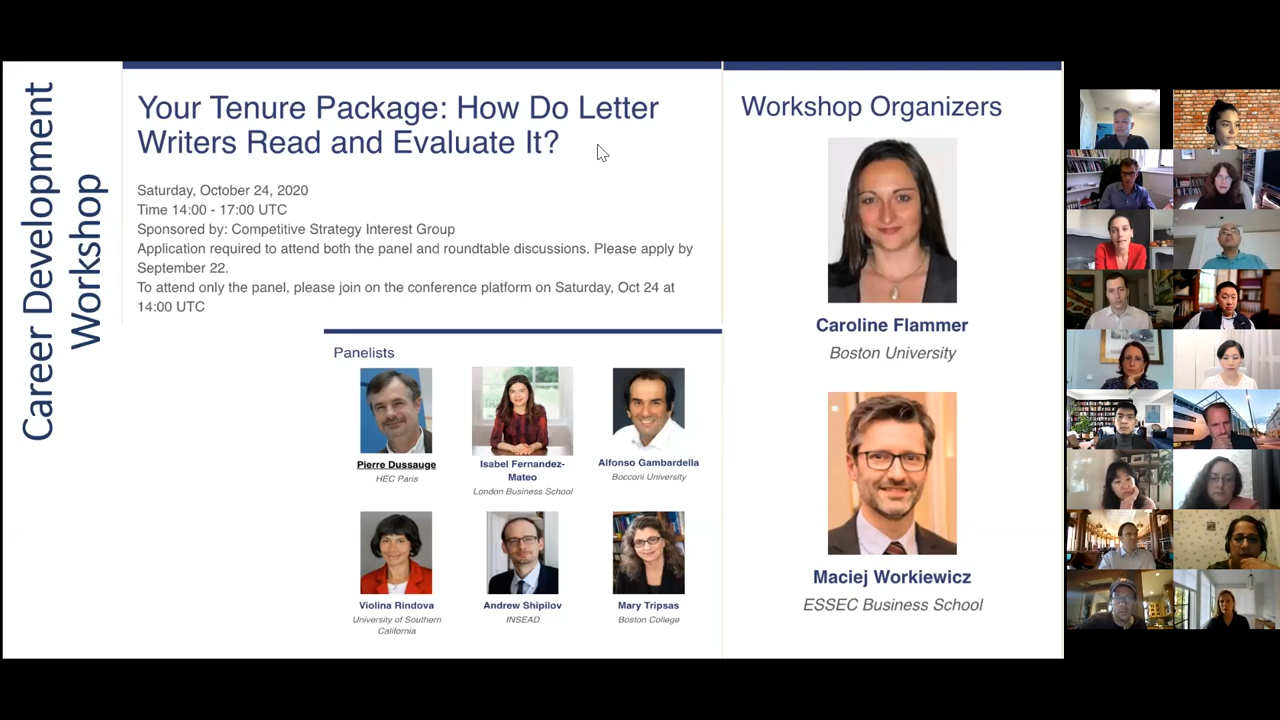 Career Development
Workshop
Your Tenure Package: How Do Letter
Writers Read and Evaluate It?
Saturday, October 24, 2020
Time 14:00 - 17:00 UTC
Sponsored by: Competitive Strategy Interest Group
Application required to attend both the panel and roundtable discussions. Please apply by
September 22.
To attend only the panel, please join on the conference platform on Saturday, Oct 24 at
14:00 UTC
Panelists
Pierre Dussauge
HEC Paris
Isabel Fernandez-
Mateo
London Business School
Alfonso Gambardella
Bocconi University
Violina Rindova
University of Southern
California
Andrew Shipilov
INSEAD
Mary Tripsas
Boston College
Workshop Organizers
Caroline Flammer
Boston University
Maciej Workiewicz
ESSEC Business School